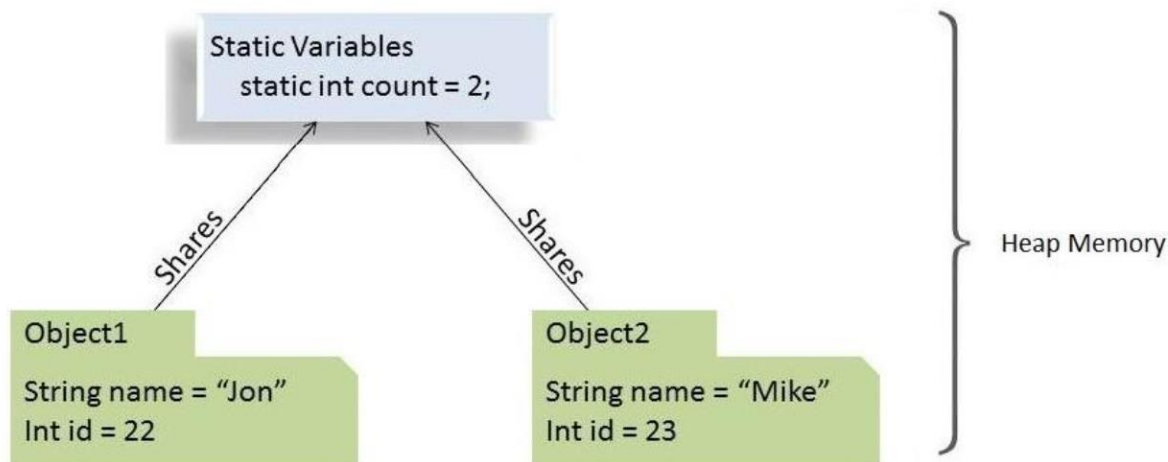 Static Variables
static int count = 2;
Shares
Shares
Heap Memory
Object1
String name = “Jon”
Int id = 22
Object2
String name = “Mike”
Int id = 23